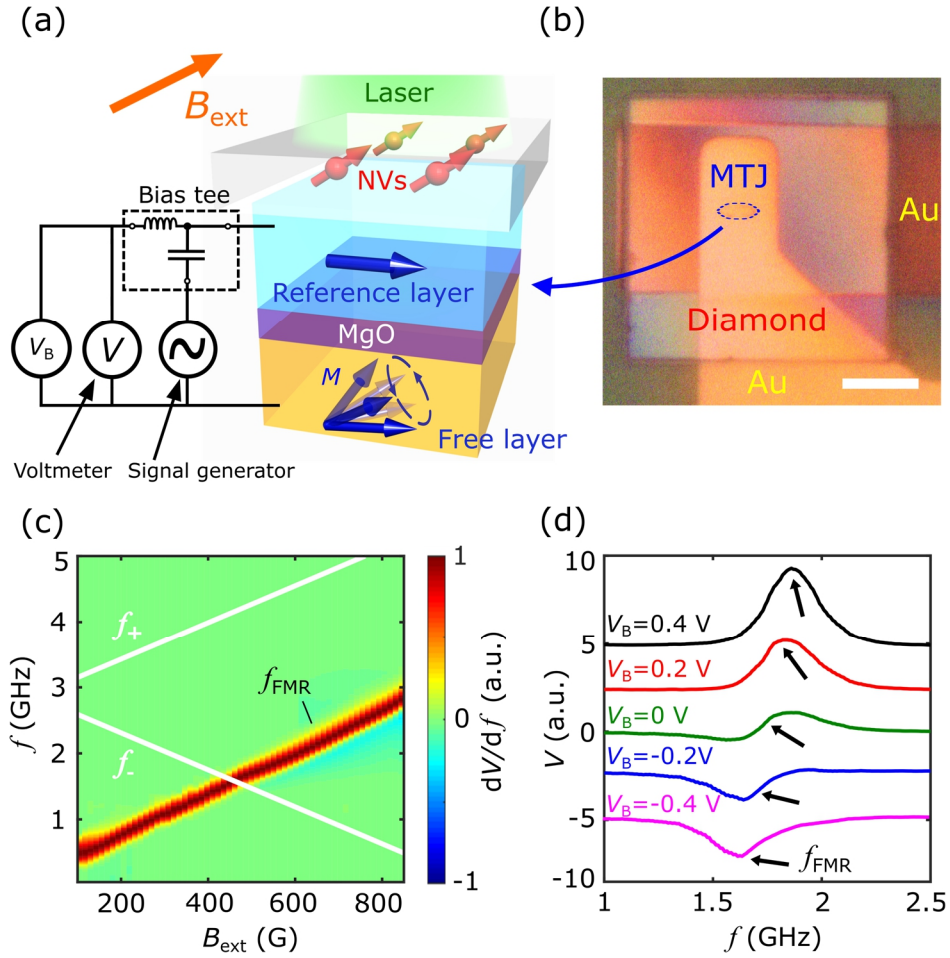 (a)
B_ext
Laser
NVs
Bias tee
Reference layer
MgO
M
Free layer
V_B
V
Voltmeter
Signal generator
(b)
MTJ
Au
Diamond
Au
(c)
5
4
3
2
1
f (GHz)
f_+
f_-
f_FMR
200
400
600
800
B_ext (G)
1
0
-1
dV/df (a.u.)
(d)
10
5
0
-5
-10
V (a.u.)
V_B=0.4 V
V_B=0.2 V
V_B=0 V
V_B=-0.2V
V_B=-0.4 V
f_FMR
1
1.5
2
2.5
f (GHz)